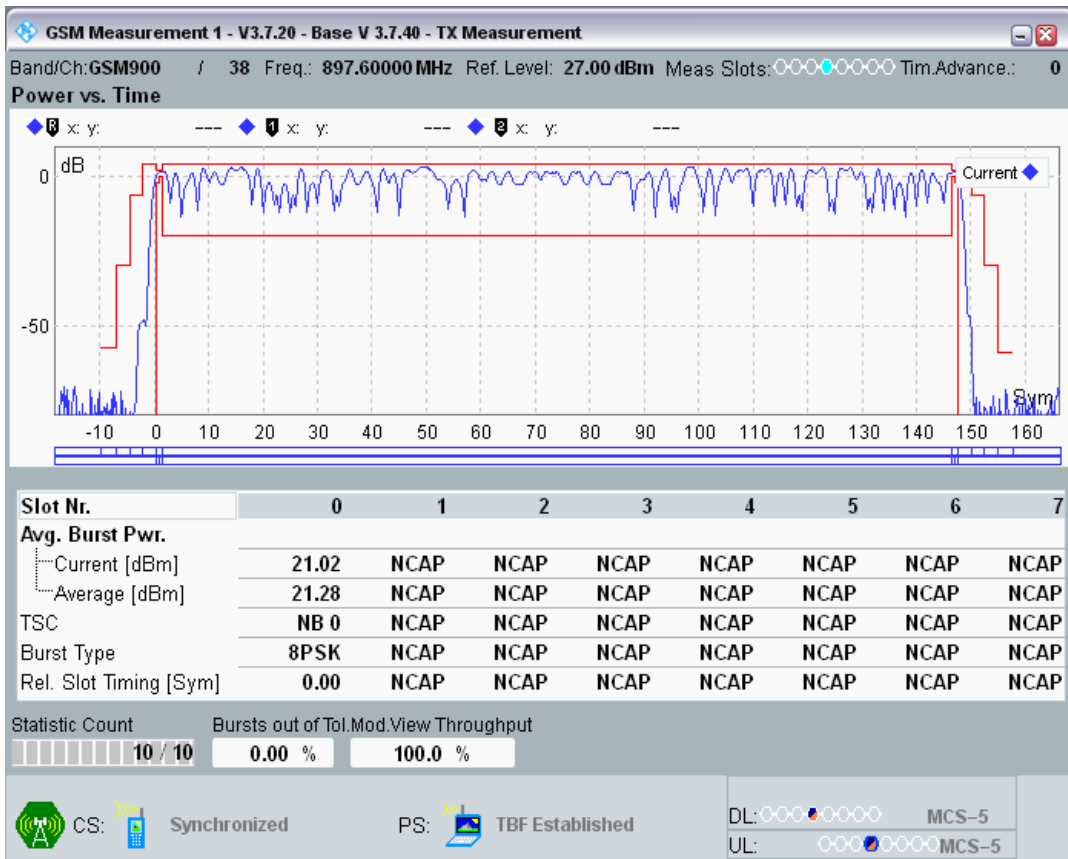 GSM Measurement 1 - V3.7.20 - Base V 3.7.40 - TX Measurement
Band/Ch:GSM900 / 38 Freq.: 897.60000 MHz Ref. Level: 27.00 dBm Meas Slots: Tim.Advance.: 0
Power vs. Time
R x: y: --- 1 x: y: --- 2 x: y: ---
dB
Current
0
-50
Sym
-10 0 10 20 30 40 50 60 70 80 90 100 110 120 130 140 150 160
Slot Nr. 0 1 2 3 4 5 6 7
Avg. Burst Pwr.
Current [dBm] 21.02 NCAP NCAP NCAP NCAP NCAP NCAP NCAP
Average [dBm] 21.28 NCAP NCAP NCAP NCAP NCAP NCAP NCAP
TSC NB 0 NCAP NCAP NCAP NCAP NCAP NCAP NCAP
Burst Type 8PSK NCAP NCAP NCAP NCAP NCAP NCAP NCAP
Rel. Slot Timing [Sym] 0.00 NCAP NCAP NCAP NCAP NCAP NCAP NCAP
Statistic Count Bursts out of Tol.Mod.View Throughput
10 / 10 0.00 % 100.0 %
CS: Synchronized PS: TBF Established
DL: MCS-5
UL: MCS-5